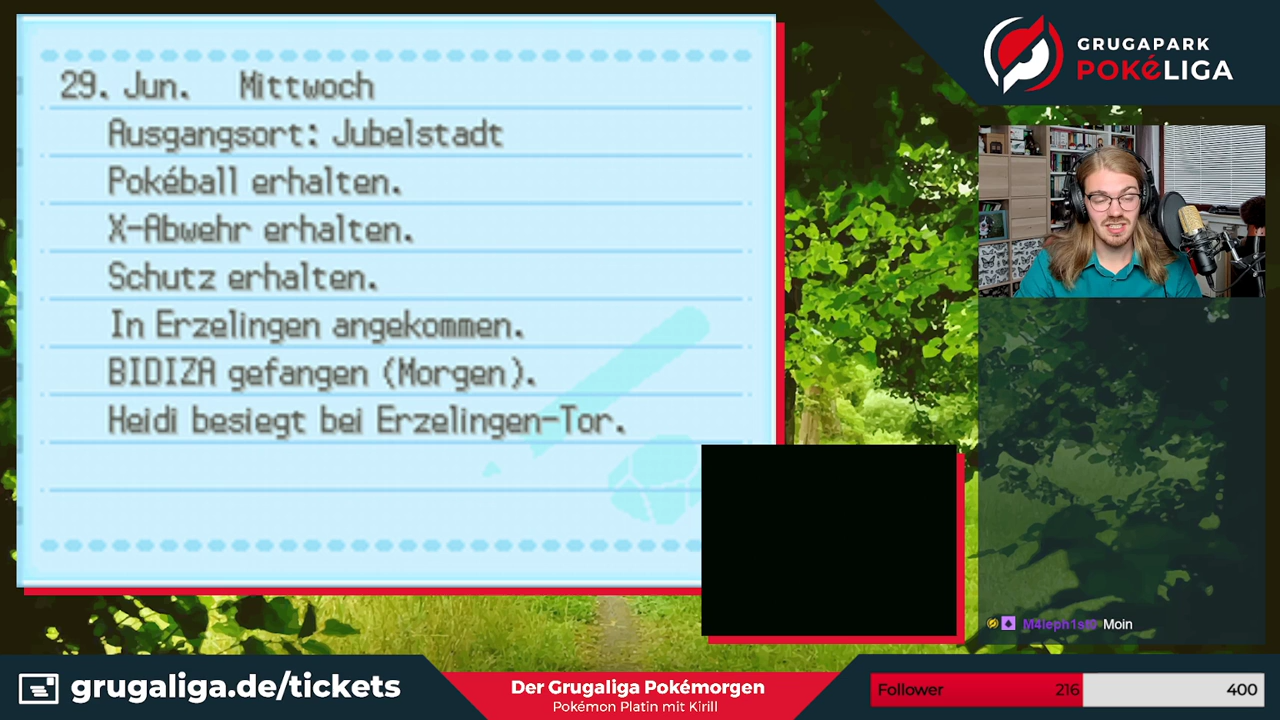 29. Jun. Mittwoch
Ausgangsort: Jubelstadt
Pokéball erhalten.
X-Abwehr erhalten.
Schutz erhalten.
In Erzelingen angekommen.
BIDIZA gefangen (Morgen).
Heidi besiegt bei Erzelingen-Tor.
GRUGAPARK
POKéLIGA
Moin
grugaliga.de/tickets
Der Grugaliga Pokémorgen
Pokémon Platin mit Kirill
Follower 216 400